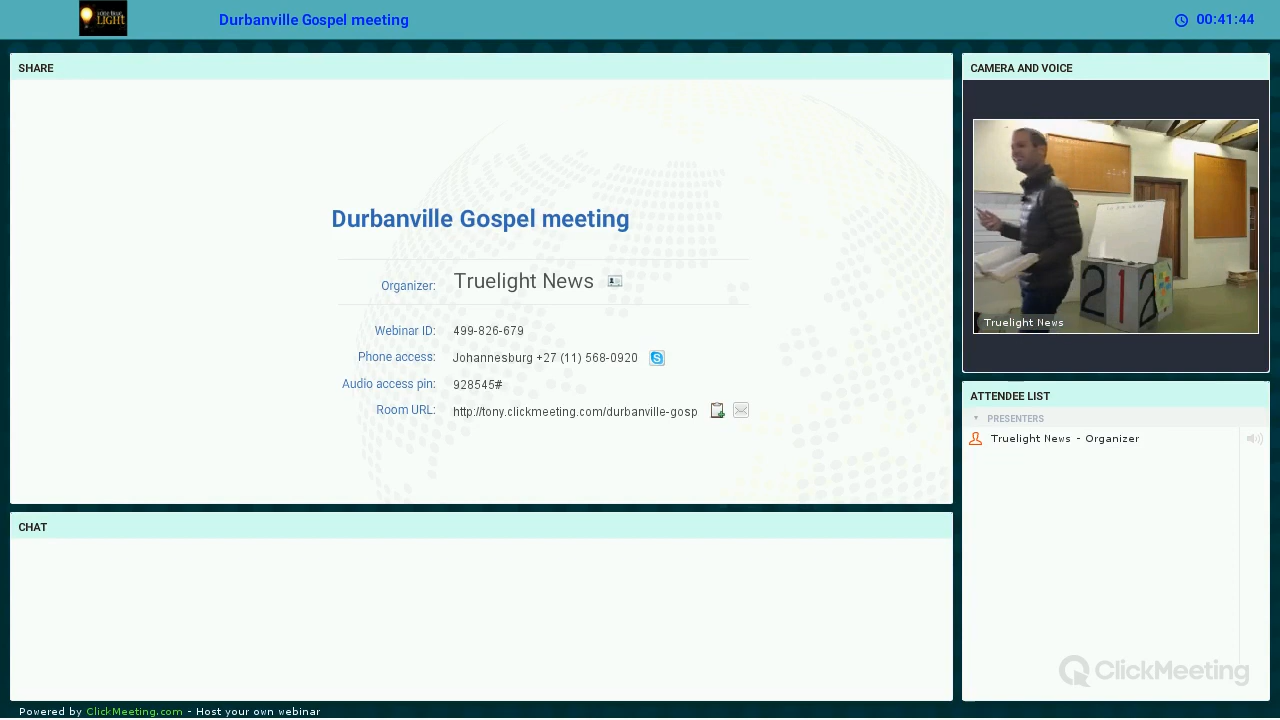 LIGHT
Durbanville Gospel meeting
00:41:44
SHARE
Durbanville Gospel meeting
Organizer: Truelight News
Webinar ID: 499-826-679
Phone access: Johannesburg +27 (11) 568-0920
Audio access pin: 928545#
Room URL: http://tony.clickmeeting.com/durbanville-gosp
CHAT
CAMERA AND VOICE
212
Truelight News
ATTENDEE LIST
PRESENTERS
Truelight News - Organizer
ClickMeeting
Powered by ClickMeeting.com - Host your own webinar